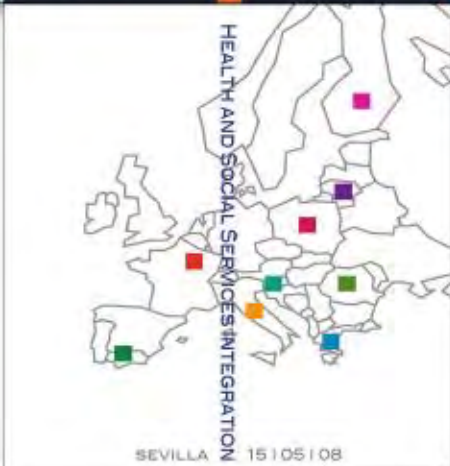 HEALTH AND SOCIAL SERVICES INTEGRATION
SEVILLA 15|05|08